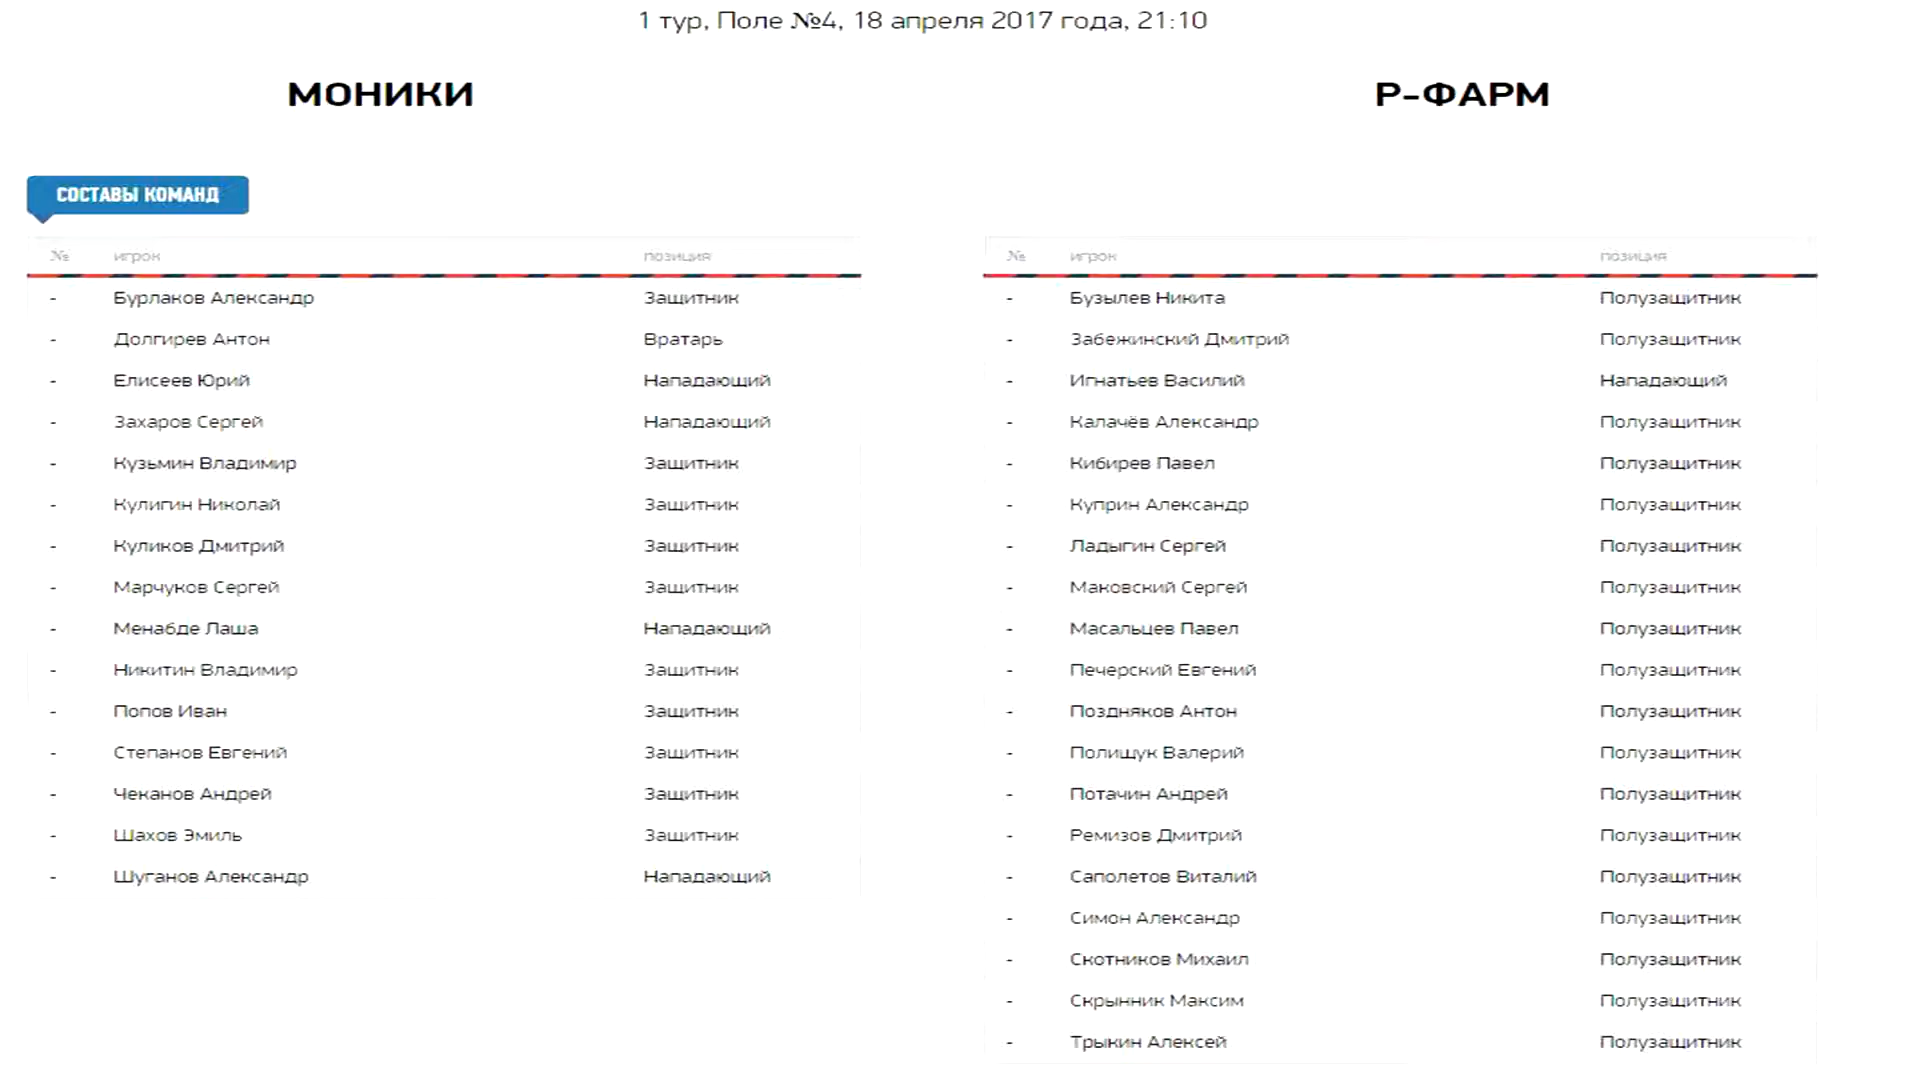 1 тур, Поле №4, 18 апреля 2017 года, 21:10
МОНИКИ
Р-ФАРМ
СОСТАВЫ КОМАНД
№ игрок позиция
- Бурлаков Александр Защитник
- Долгирев Антон Вратарь
- Елисеев Юрий Нападающий
- Захаров Сергей Нападающий
- Кузьмин Владимир Защитник
- Кулигин Николай Защитник
- Куликов Дмитрий Защитник
- Марчуков Сергей Защитник
- Менабде Лаша Нападающий
- Никитин Владимир Защитник
- Попов Иван Защитник
- Степанов Евгений Защитник
- Чеканов Андрей Защитник
- Шахов Эмиль Защитник
- Шуганов Александр Нападающий
№ игрок позиция
- Бузылев Никита Полузащитник
- Забежинский Дмитрий Полузащитник
- Игнатьев Василий Нападающий
- Калачёв Александр Полузащитник
- Кибирев Павел Полузащитник
- Куприн Александр Полузащитник
- Ладыгин Сергей Полузащитник
- Маковский Сергей Полузащитник
- Масальцев Павел Полузащитник
- Печерский Евгений Полузащитник
- Поздняков Антон Полузащитник
- Полищук Валерий Полузащитник
- Потачин Андрей Полузащитник
- Ремизов Дмитрий Полузащитник
- Саполетов Виталий Полузащитник
- Симон Александр Полузащитник
- Скотников Михаил Полузащитник
- Скрынник Максим Полузащитник
- Трыкин Алексей Полузащитник